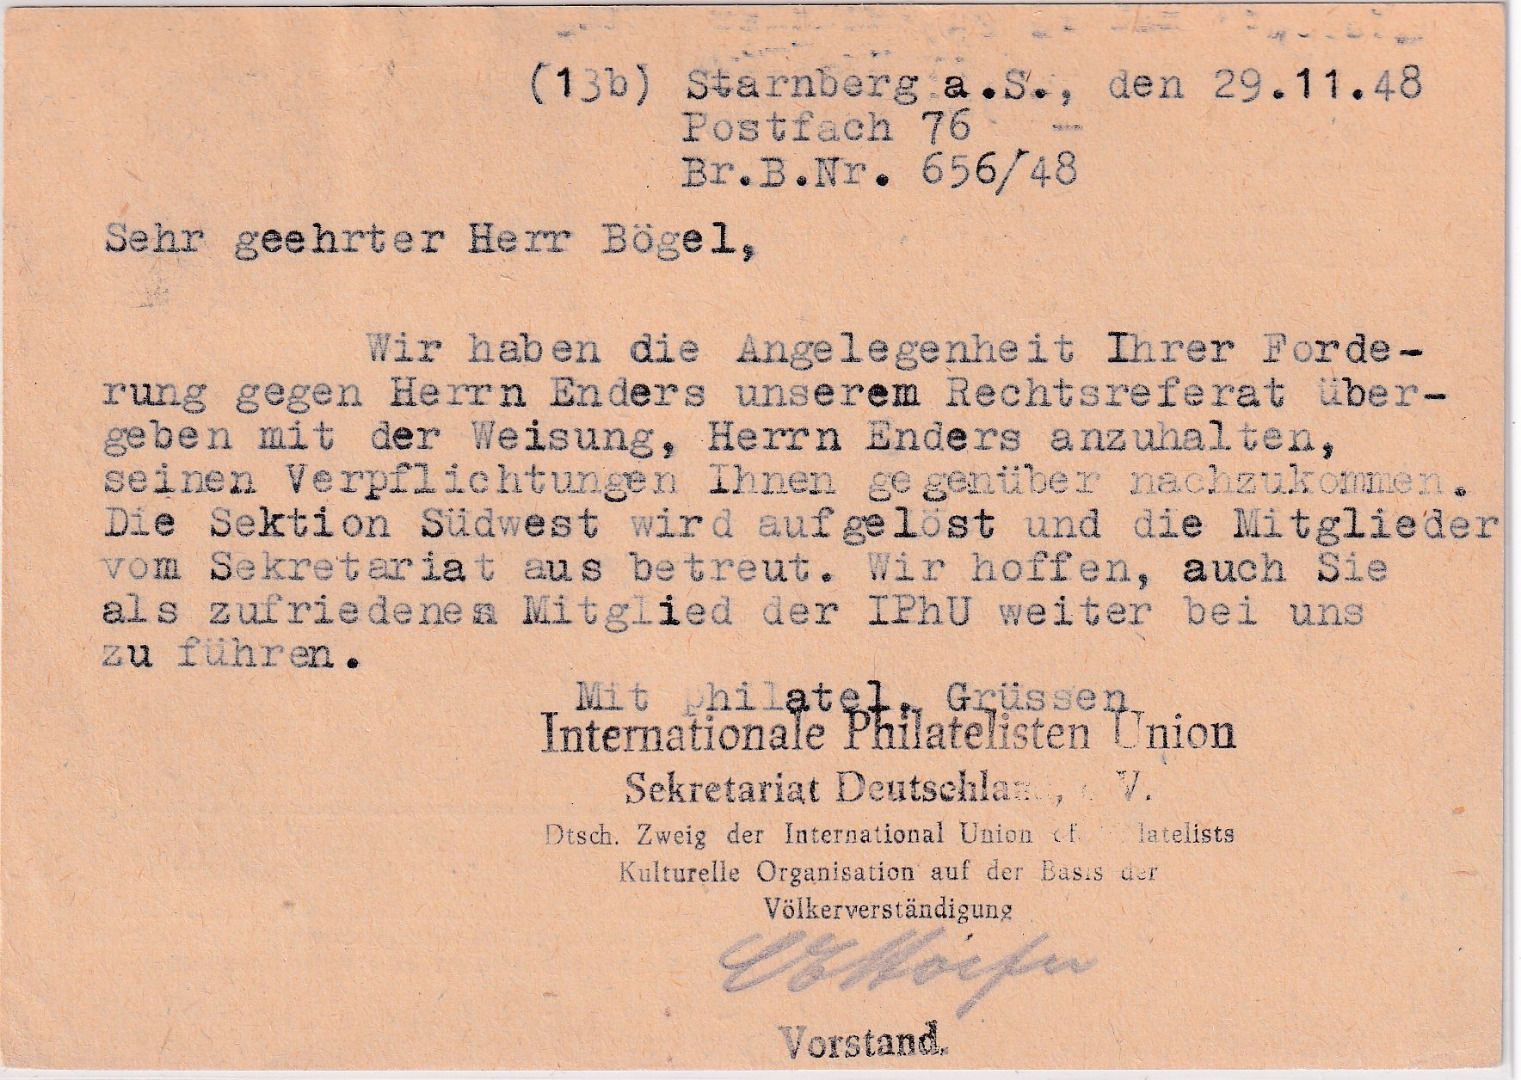 (13b) Starnberg a.S., den 29.11.48
Postfach 76
Br.B.Nr. 656/48
Sehr geehrter Herr Bögel,
Wir haben die Angelegenheit Ihrer Forde-
rung gegen Herrn Enders unserem Rechtsreferat über-
geben mit der Weisung, Herrn Enders anzuhalten,
seinen Verpflichtungen Ihnen gegenüber nachzukommen.
Die Sektion Südwest wird aufgelöst und die Mitglieder
vom Sekretariat aus betreut. Wir hoffen, auch Sie
als zufriedenen Mitglied der IPhU weiter bei uns
zu führen.
Mit philatel. Grüssen
Internationale Philatelisten Union
Sekretariat Deutschland, e.V.
Dtsch. Zweig der International Union of Philatelists
Kulturelle Organisation auf der Basis der
Völkerverständigung
Vorstand.